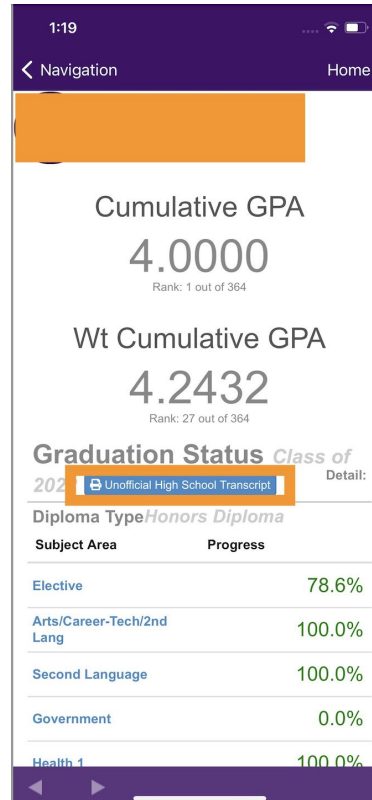 1:19
Navigation Home
Cumulative GPA
4.0000
Rank: 1 out of 364
Wt Cumulative GPA
4.2432
Rank: 27 out of 364
Graduation Status Class of
Detail:
Unofficial High School Transcript
Diploma Type Honors Diploma
Subject Area Progress
Elective 78.6%
Arts/Career-Tech/2nd
Lang 100.0%
Second Language 100.0%
Government 0.0%
Health 1 100.0%